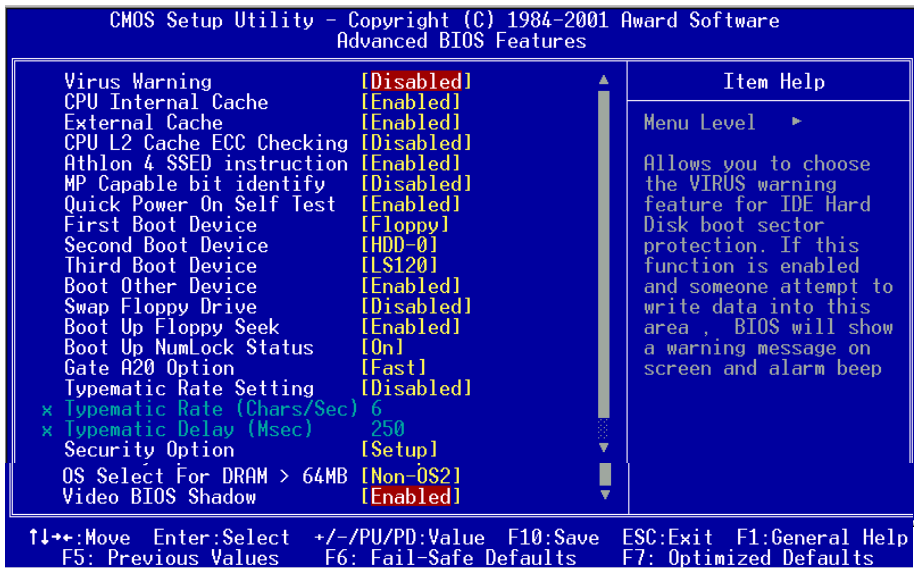 CMOS Setup Utility - Copyright (C) 1984-2001 Award Software
Advanced BIOS Features
Virus Warning [Disabled]
CPU Internal Cache [Enabled]
External Cache [Enabled]
CPU L2 Cache ECC Checking [Disabled]
Athlon 4 SSED instruction [Enabled]
MP Capable bit identify [Disabled]
Quick Power On Self Test [Enabled]
First Boot Device [Floppy]
Second Boot Device [HDD-0]
Third Boot Device [LS120]
Boot Other Device [Enabled]
Swap Floppy Drive [Disabled]
Boot Up Floppy Seek [Enabled]
Boot Up NumLock Status [On]
Gate A20 Option [Fast]
Typematic Rate Setting [Disabled]
x Typematic Rate (Chars/Sec) 6
x Typematic Delay (Msec) 250
Security Option [Setup]
OS Select For DRAM > 64MB [Non-OS2]
Video BIOS Shadow [Enabled]
Item Help
Menu Level ►
Allows you to choose
the VIRUS warning
feature for IDE Hard
Disk boot sector
protection. If this
function is enabled
and someone attempt to
write data into this
area , BIOS will show
a warning message on
screen and alarm beep
↑↓→←:Move Enter:Select +/-/PU/PD:Value F10:Save ESC:Exit F1:General Help
F5: Previous Values F6: Fail-Safe Defaults F7: Optimized Defaults